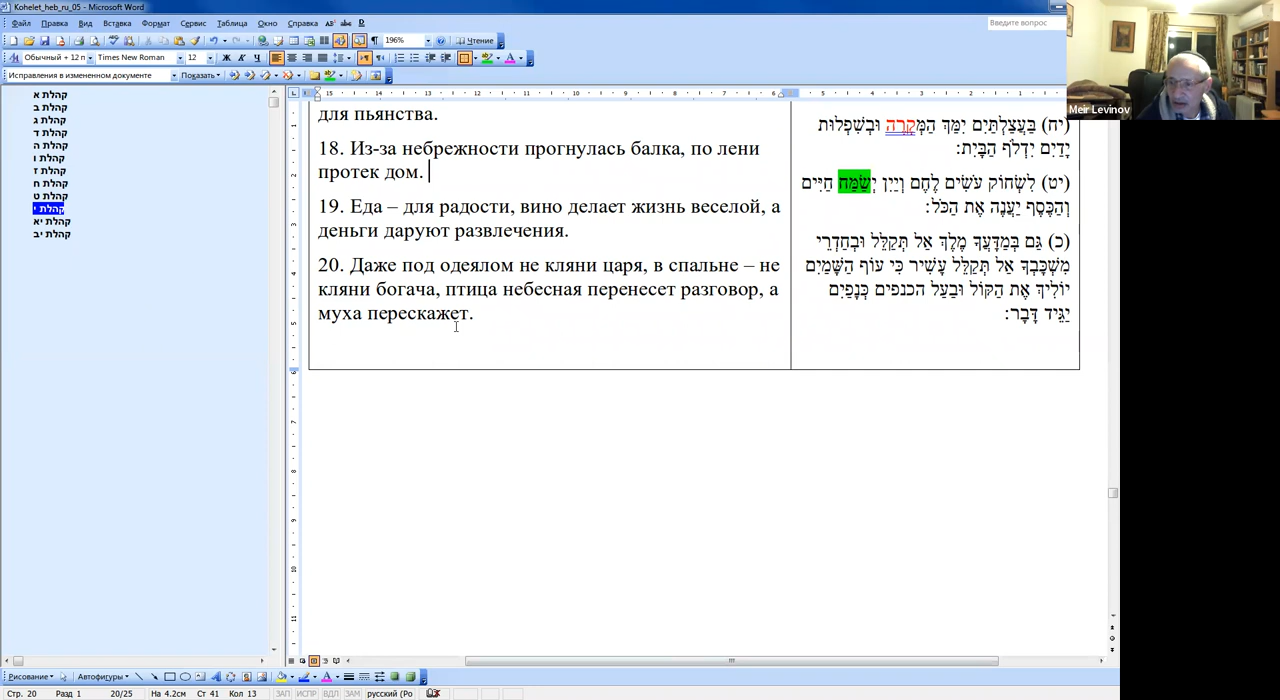 Kohelet_heb_ru_05 - Microsoft Word
Файл Правка Вид Вставка Формат Сервис Таблица Окно Справка
Введите вопрос
196% Чтение
Обычный + 12 п Times New Roman 12 Ж К Ч
Исправления в измененном документе Показать
Meir Levinov
קהלת א
קהלת ב
קהלת ג
קהלת ד
קהלת ה
קהלת ו
קהלת ז
קהלת ח
קהלת ט
קהלת י
קהלת יא
קהלת יב
для пьянства.
18. Из-за небрежности прогнулась балка, по лени
протек дом.
19. Еда – для радости, вино делает жизнь веселой, а
деньги даруют развлечения.
20. Даже под одеялом не кляни царя, в спальне – не
кляни богача, птица небесная перенесет разговор, а
муха перескажет.
(יח) בַּעֲצַלְתַּיִם יִמַּךְ הַמְּקָרֶה וּבְשִׁפְלוּת
יָדַיִם יִדְלֹף הַבָּיִת:
(יט) לִשְׂחוֹק עֹשִׂים לֶחֶם וְיַיִן יְשַׂמַּח חַיִּים
וְהַכֶּסֶף יַעֲנֶה אֶת הַכֹּל:
(כ) גַּם בְּמַדָּעֲךָ מֶלֶךְ אַל תְּקַלֵּל וּבְחַדְרֵי
מִשְׁכָּבְךָ אַל תְּקַלֵּל עָשִׁיר כִּי עוֹף הַשָּׁמַיִם
יוֹלִיךְ אֶת הַקּוֹל וּבַעַל הכנפים כְּנָפַיִם
יַגֵּיד דָּבָר:
Рисование Автофигуры
Стр. 20 Разд 1 20/25 На 4.2см Ст 41 Кол 13 ЗАП ИСПР ВДЛ ЗАМ русский (Ро